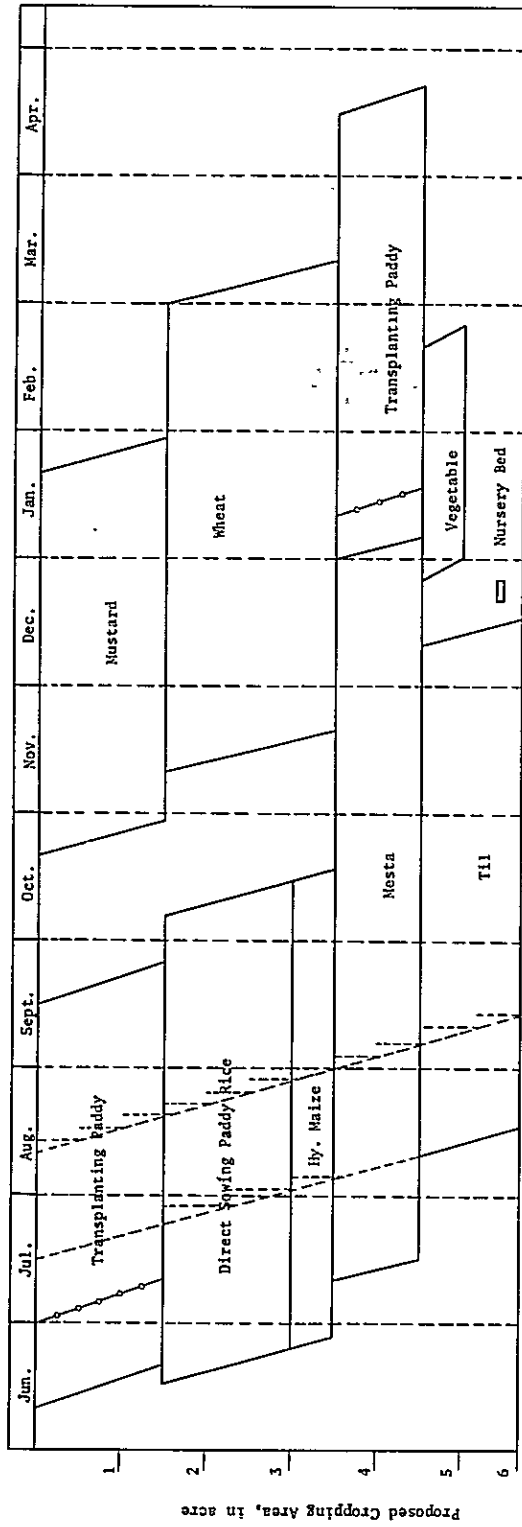 Jun. Jul. Aug. Sept. Oct. Nov. Dec. Jan. Feb. Mar. Apr.
Proposed Cropping Area, in acre
1
2
3
4
5
6
Transplanting Paddy
Mustard
Direct Sowing Paddy Rice
Wheat
Hy. Maize
Mesta
Transplanting Paddy
Til
Vegetable
Nursery Bed